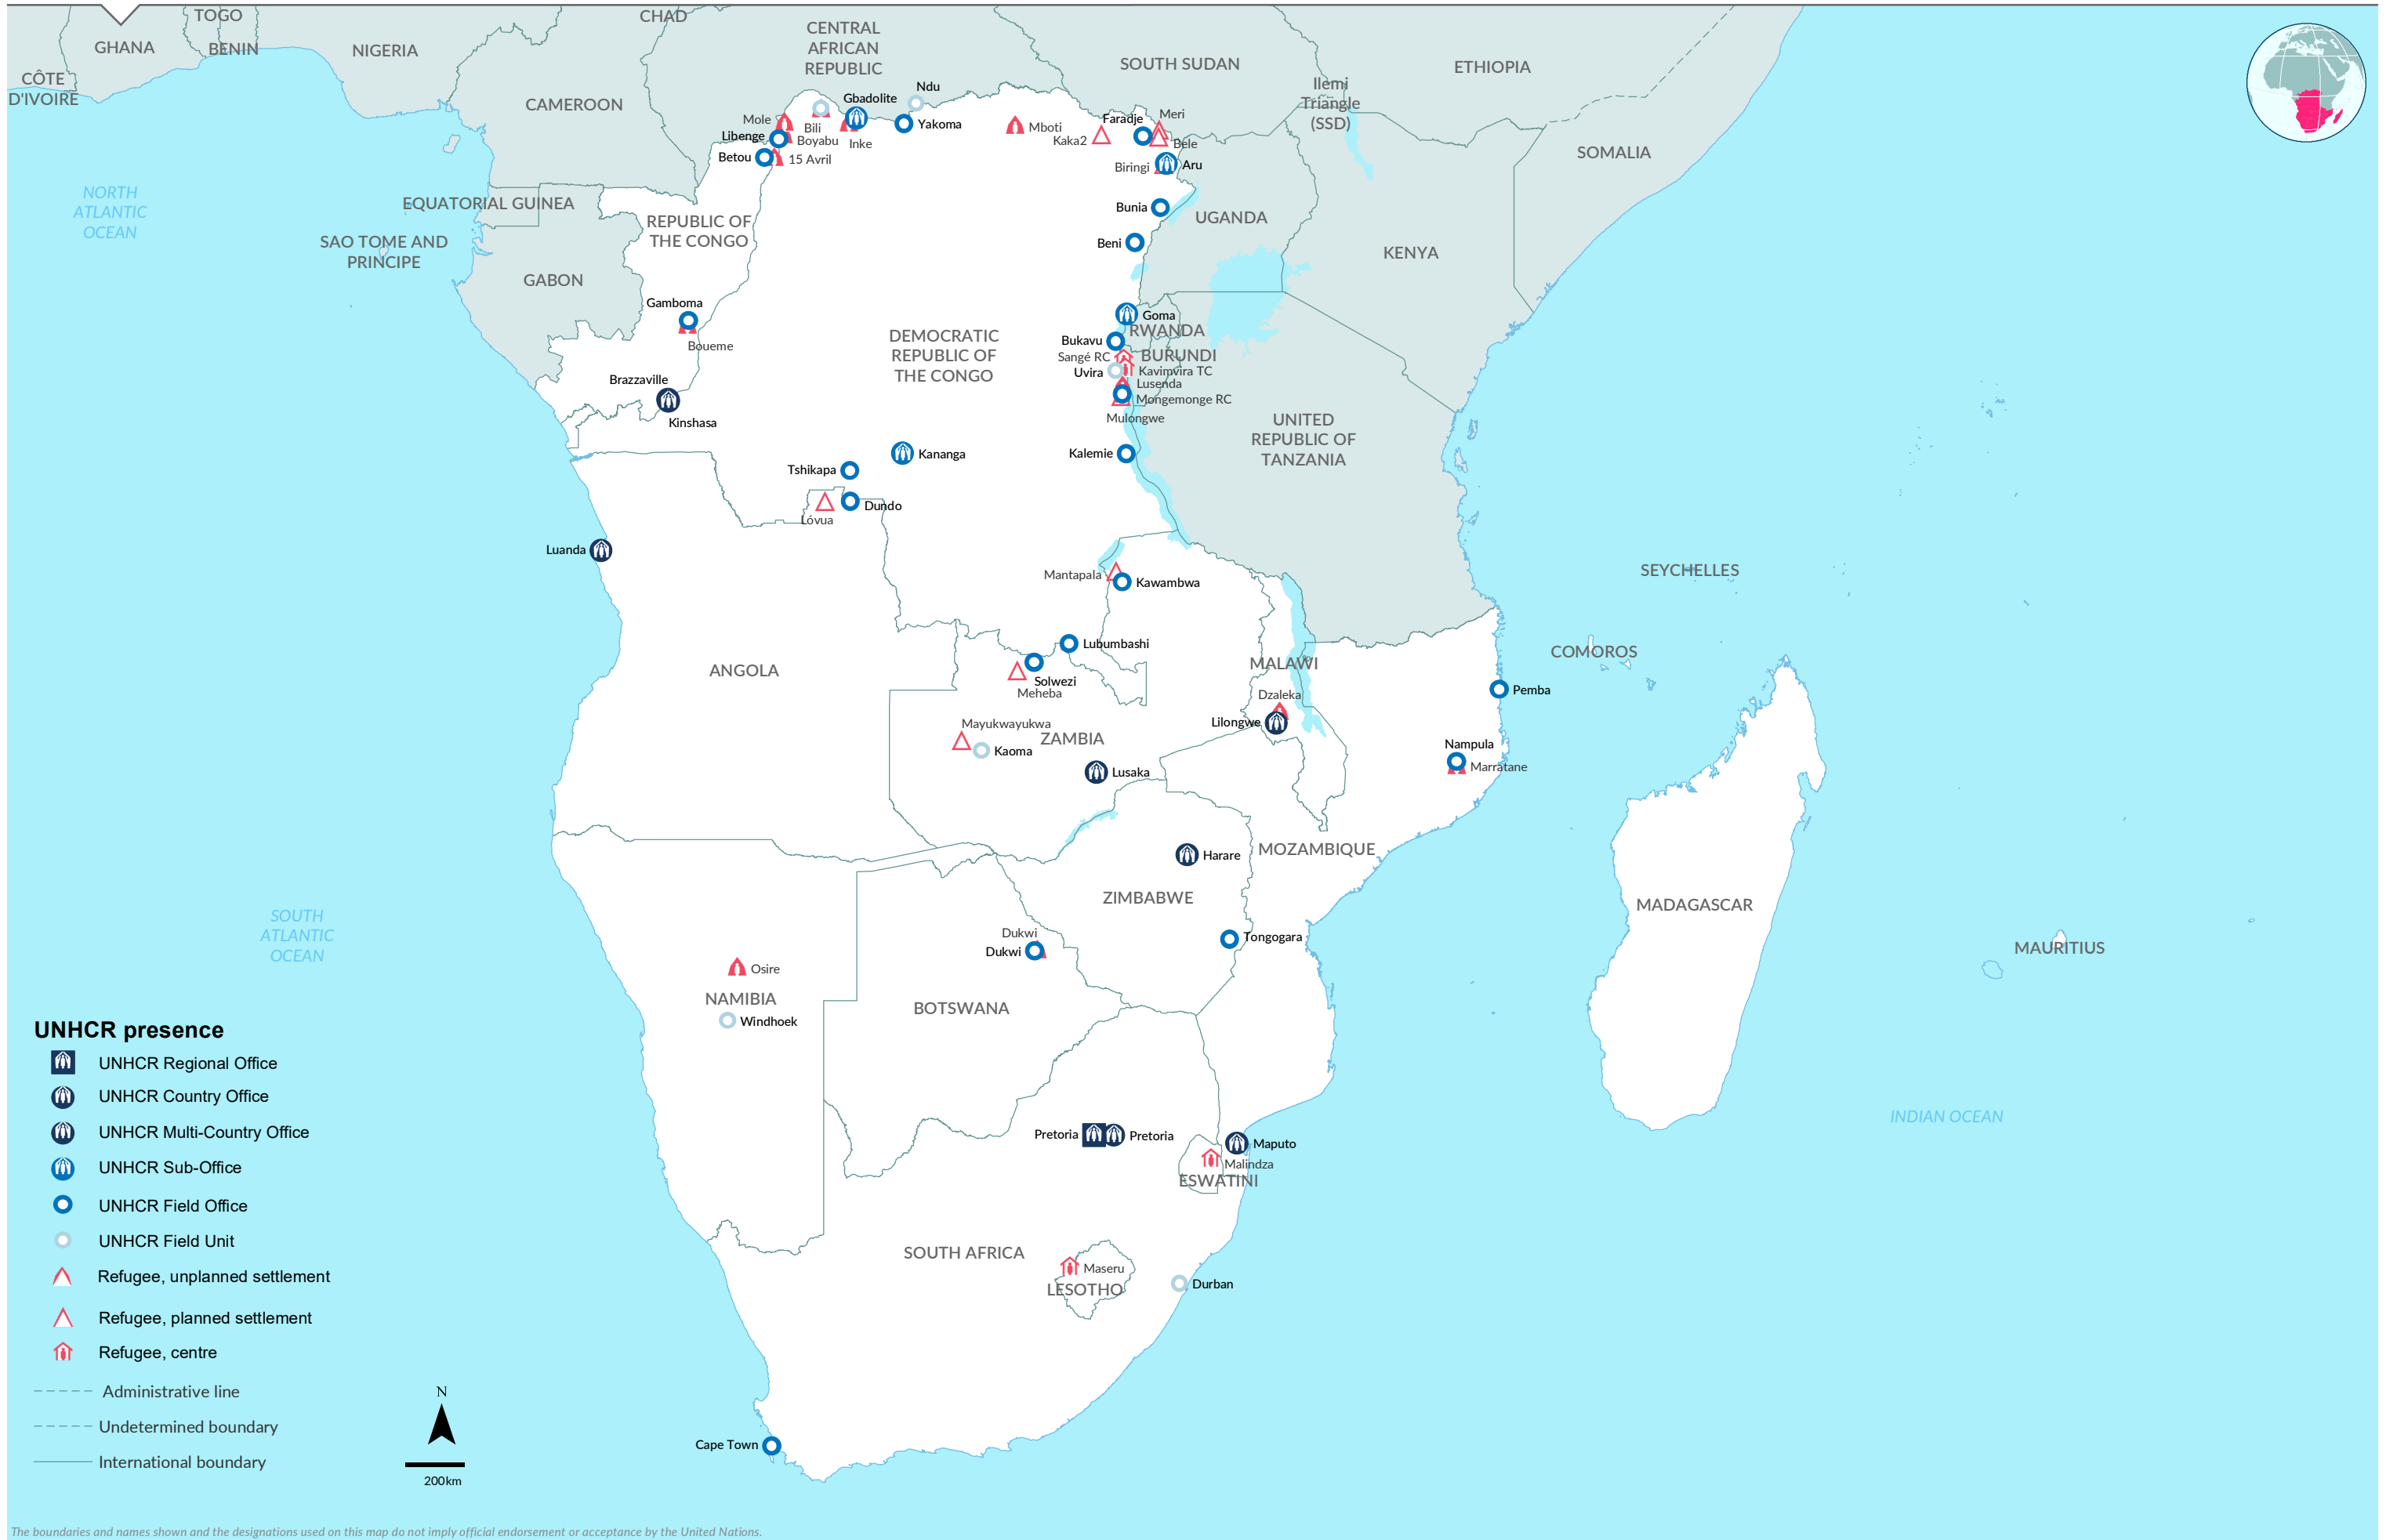 TOGO
CHAD
GHANA
BENIN
NIGERIA
CÔTE
D'IVOIRE
CAMEROON
CENTRAL
AFRICAN
REPUBLIC
SOUTH SUDAN
ETHIOPIA
Ilemi
Triangle
(SSD)
SOMALIA
Ndu
Gbadolite
Mole
Bili
Libenge
Boyabu
Inke
Yakoma
Mboti
Kaka2
Faradje
Meri
Bele
Betou
15 Avril
Biringi
Aru
NORTH
ATLANTIC
OCEAN
EQUATORIAL GUINEA
REPUBLIC OF
THE CONGO
Bunia
UGANDA
SAO TOME AND
PRINCIPE
Beni
KENYA
GABON
Gamboma
Boueme
DEMOCRATIC
REPUBLIC OF
THE CONGO
Goma
RWANDA
Bukavu
Sangé RC
BURUNDI
Uvira
Kavimvira TC
Lusenda
Mongemonge RC
Mulongwe
Brazzaville
Kinshasa
UNITED
REPUBLIC OF
TANZANIA
Kananga
Kalemie
Tshikapa
Dundo
Lóvua
Luanda
Mantapala
Kawambwa
SEYCHELLES
Lubumbashi
COMOROS
ANGOLA
Solwezi
Meheba
MALAWI
Dzaleka
Pemba
Mayukwayukwa
Lilongwe
ZAMBIA
Kaoma
Lusaka
Nampula
Marratane
Harare
MOZAMBIQUE
ZIMBABWE
MADAGASCAR
SOUTH
ATLANTIC
OCEAN
Dukwi
Dukwi
Tongogara
MAURITIUS
Osire
NAMIBIA
BOTSWANA
Windhoek
INDIAN OCEAN
Pretoria
Pretoria
Maputo
Malindza
ESWATINI
SOUTH AFRICA
Maseru
LESOTHO
Durban
Cape Town
UNHCR presence
UNHCR Regional Office
UNHCR Country Office
UNHCR Multi-Country Office
UNHCR Sub-Office
UNHCR Field Office
UNHCR Field Unit
Refugee, unplanned settlement
Refugee, planned settlement
Refugee, centre
Administrative line
Undetermined boundary
International boundary
N
200km
The boundaries and names shown and the designations used on this map do not imply official endorsement or acceptance by the United Nations.